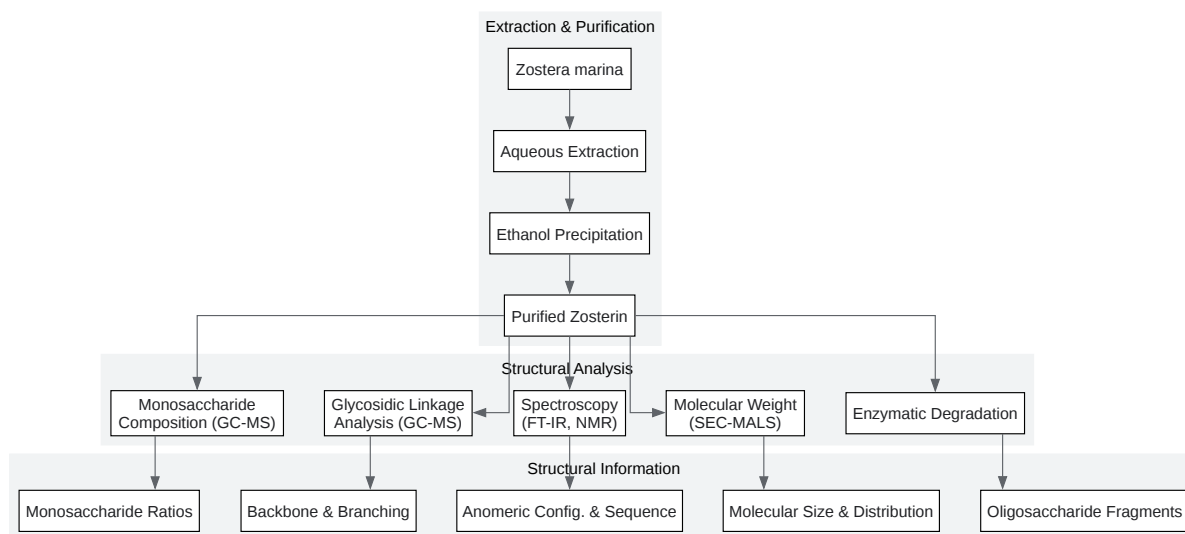 Extraction & Purification
Zostera marina
Aqueous Extraction
Ethanol Precipitation
Purified Zosterin
Structural Analysis
Monosaccharide
Composition (GC-MS)
Glycosidic Linkage
Analysis (GC-MS)
Spectroscopy
(FT-IR, NMR)
Molecular Weight
(SEC-MALS)
Enzymatic Degradation
Structural Information
Monosaccharide Ratios
Backbone & Branching
Anomeric Config. & Sequence
Molecular Size & Distribution
Oligosaccharide Fragments